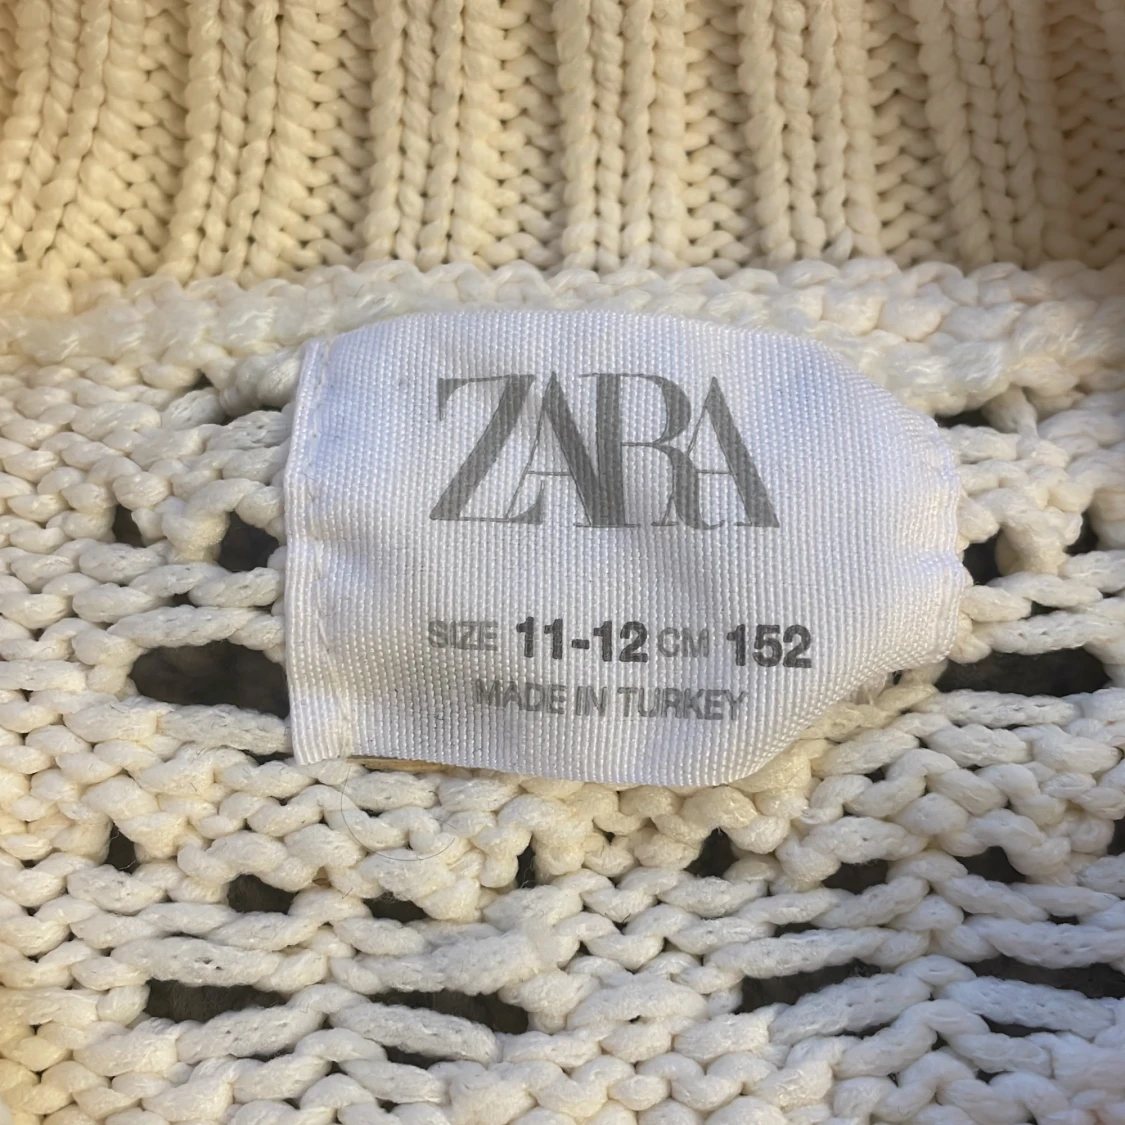 ZARA
SIZE 11-12 CM 152
MADE IN TURKEY